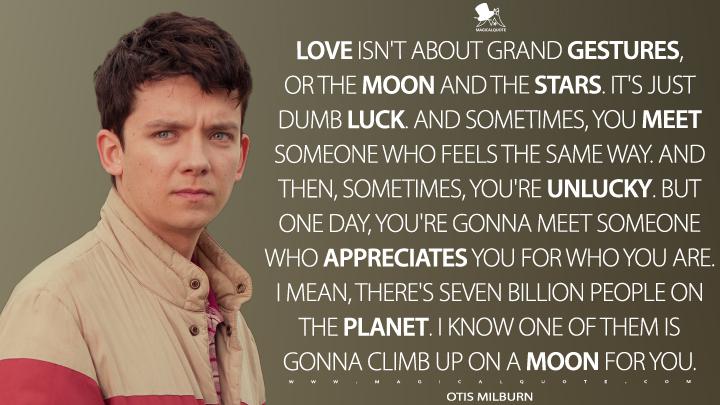 MAGICALQUOTE
LOVE ISN'T ABOUT GRAND GESTURES,
OR THE MOON AND THE STARS. IT'S JUST
DUMB LUCK. AND SOMETIMES, YOU MEET
SOMEONE WHO FEELS THE SAME WAY. AND
THEN, SOMETIMES, YOU'RE UNLUCKY. BUT
ONE DAY, YOU'RE GONNA MEET SOMEONE
WHO APPRECIATES YOU FOR WHO YOU ARE.
I MEAN, THERE'S SEVEN BILLION PEOPLE ON
THE PLANET. I KNOW ONE OF THEM IS
GONNA CLIMB UP ON A MOON FOR YOU.
WWW.MAGICALQUOTE.COM
OTIS MILBURN